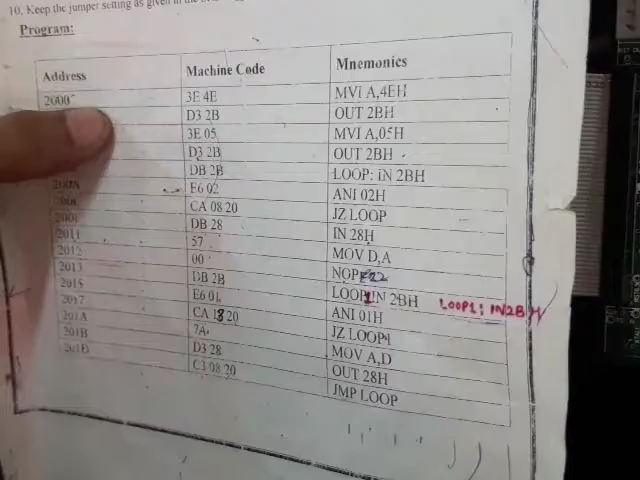 10. Keep the jumper setting as given in the
Program:
Address Machine Code Mnemonics
2000 3E 4E MVI A,4EH
D3 2B OUT 2BH
3E 05 MVI A,05H
D3 2B OUT 2BH
DB 2B LOOP: IN 2BH
200A E6 02 ANI 02H
CA 08 20 JZ LOOP
DB 28 IN 28H
2011 57 MOV D,A
2012 00 NOP
2013 DB 2B LOOP1IN 2BH LOOP1: IN2BH
2015 E6 01 ANI 01H
2017 CA 13 20 JZ LOOP1
201A 7A MOV A,D
201B D3 28 OUT 28H
201D C3 08 20 JMP LOOP